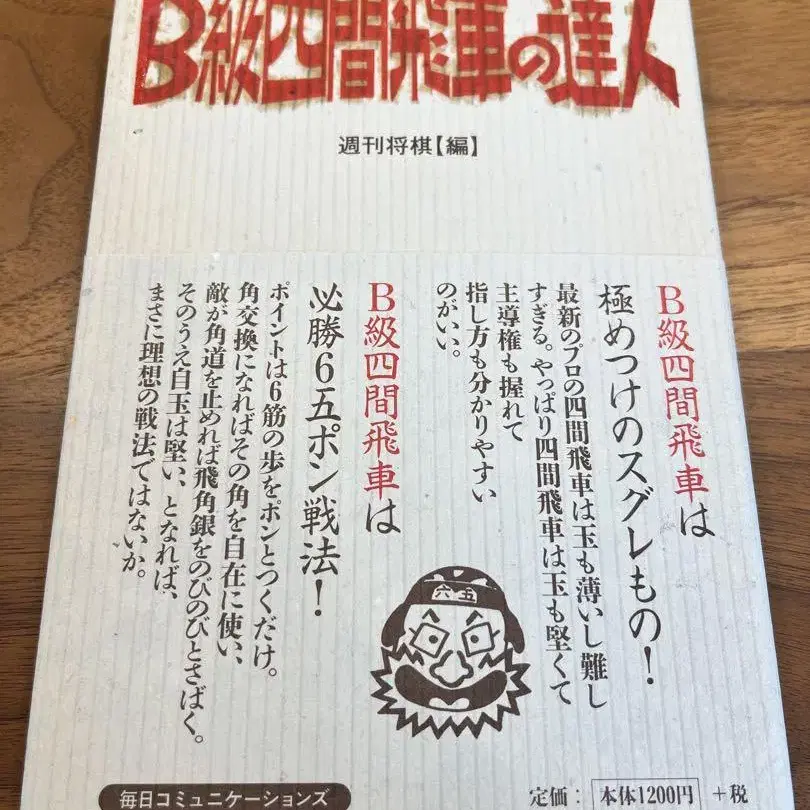 B級四間飛車の達人
週刊将棋【編】
B級四間飛車は
極めつけのスグレもの！
最新のプロの四間飛車は玉も薄いし難し
すぎる。やっぱり四間飛車は玉も堅くて
主導権も握れて
指し方も分かりやすい
のがいい。
B級四間飛車は
必勝6五ポン戦法！
ポイントは6筋の歩をポンとつくだけ。
角交換になればその角を自在に使い、
敵が角道を止めれば飛角銀をのびのびとさばく。
そのうえ自玉は堅い、となれば、
まさに理想の戦法ではないか。
六五
毎日コミュニケーションズ
定価：本体1200円＋税